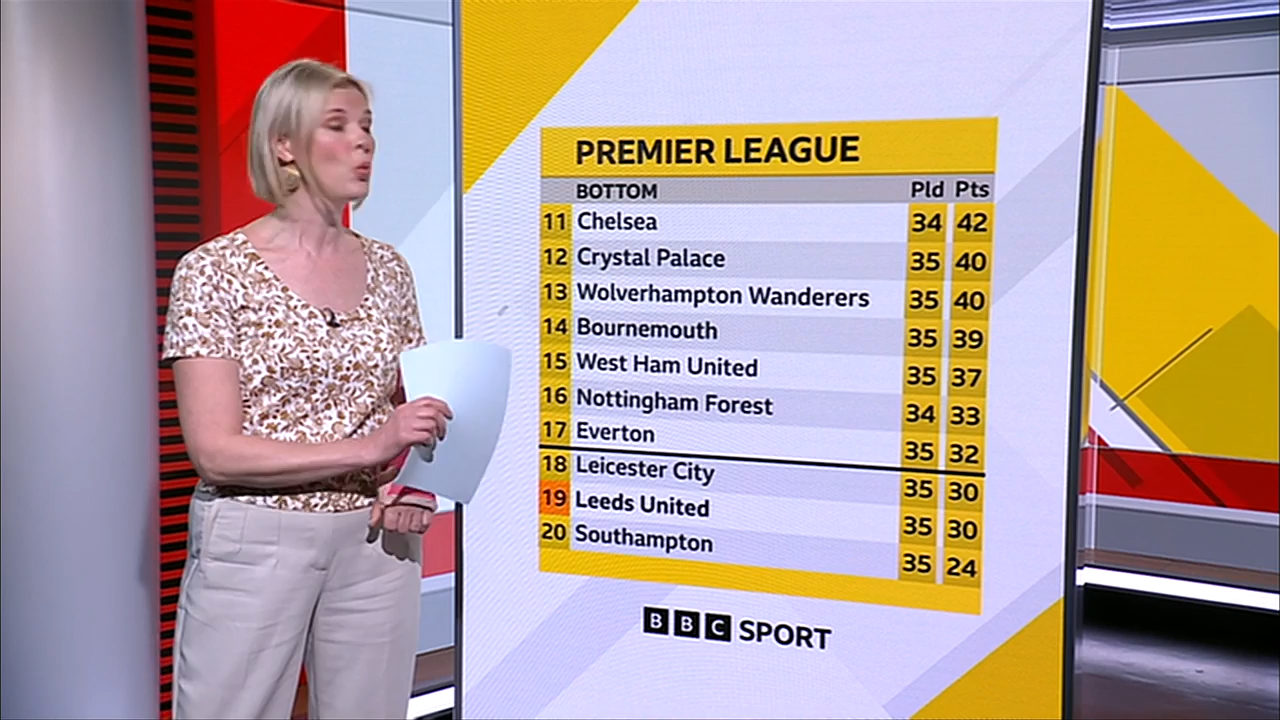 PREMIER LEAGUE
BOTTOM Pld Pts
11 Chelsea 34 42
12 Crystal Palace 35 40
13 Wolverhampton Wanderers 35 40
14 Bournemouth 35 39
15 West Ham United 35 37
16 Nottingham Forest 34 33
17 Everton 35 32
18 Leicester City 35 30
19 Leeds United 35 30
20 Southampton 35 24
BBC SPORT